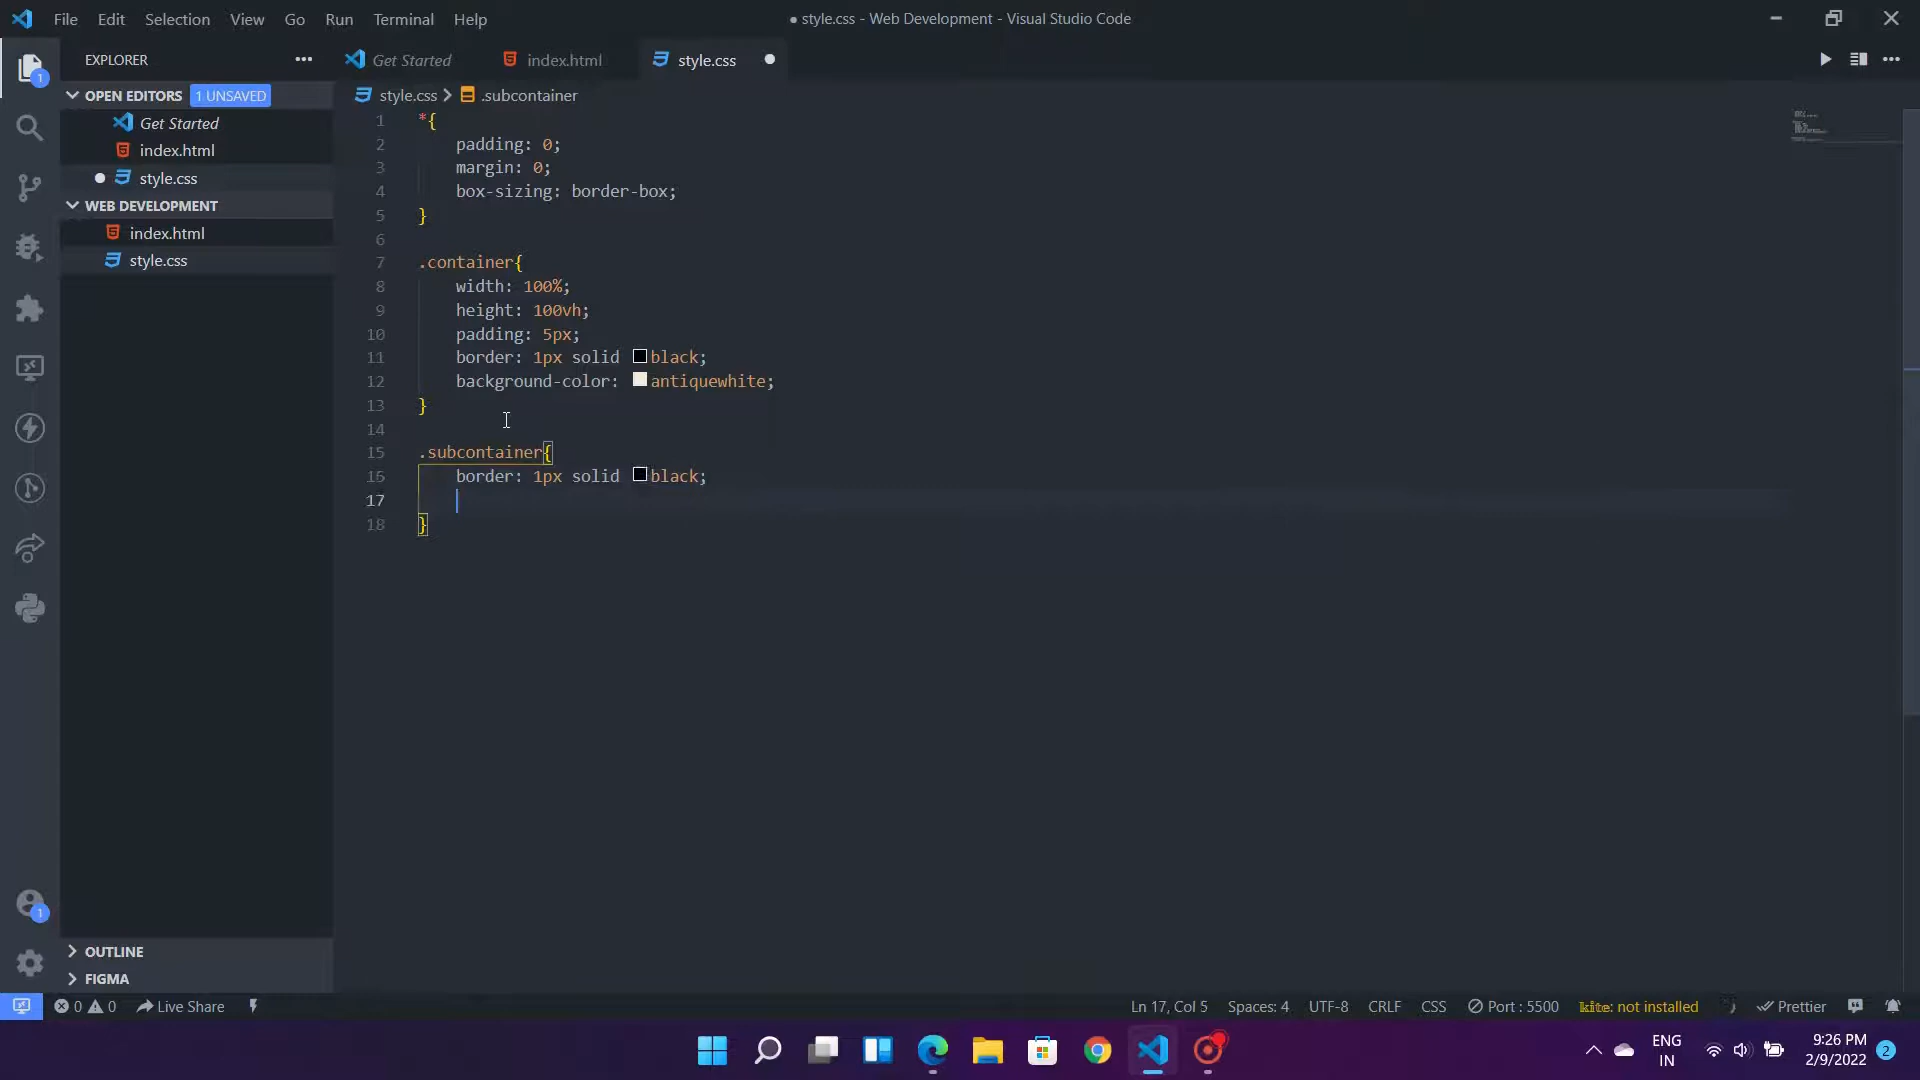 File Edit Selection View Go Run Terminal Help
● style.css - Web Development - Visual Studio Code
EXPLORER
Get Started
index.html
style.css
OPEN EDITORS 1 UNSAVED
Get Started
index.html
style.css
WEB DEVELOPMENT
index.html
style.css
OUTLINE
FIGMA
1
1
style.css > .subcontainer
1 *{
2 padding: 0;
3 margin: 0;
4 box-sizing: border-box;
5 }
6
7 .container{
8 width: 100%;
9 height: 100vh;
10 padding: 5px;
11 border: 1px solid black;
12 background-color: antiquewhite;
13 }
14
15 .subcontainer{
16 border: 1px solid black;
17
18 }
0 0 Live Share Ln 17, Col 5 Spaces: 4 UTF-8 CRLF CSS Port : 5500 kite: not installed Prettier
ENG
IN
9:26 PM
2/9/2022
2